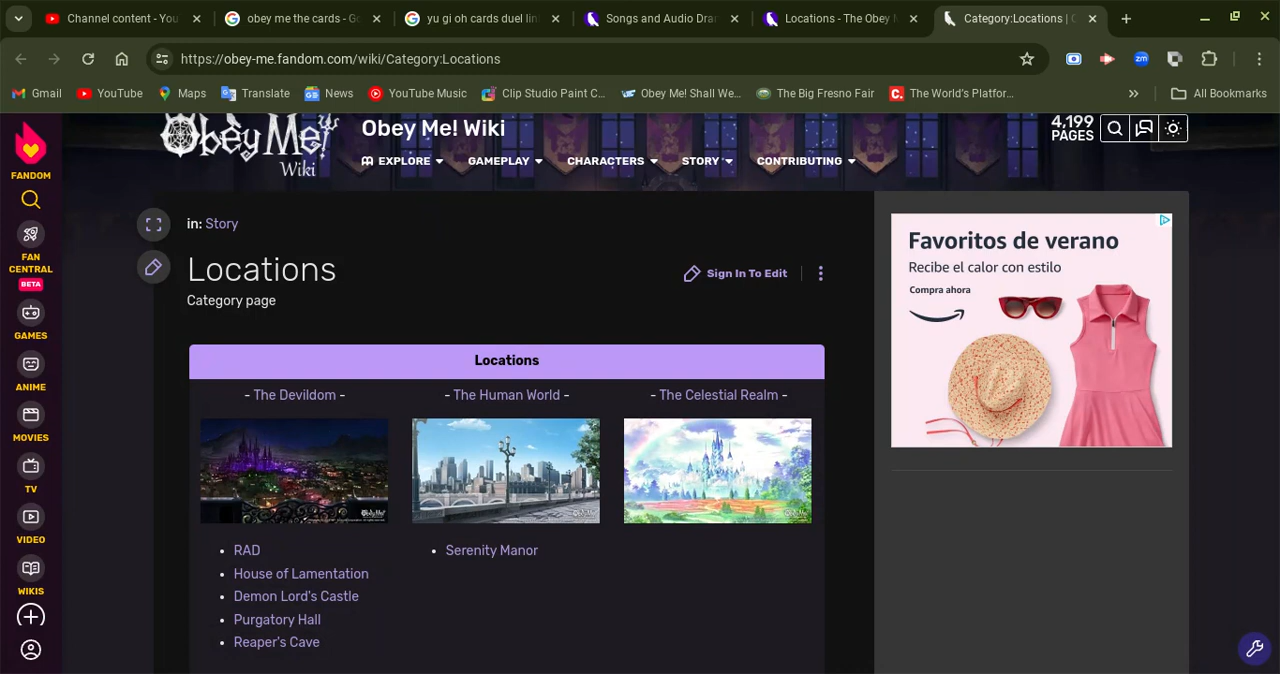 Channel content - You
obey me the cards - Go
yu gi oh cards duel lin
Songs and Audio Dra
Locations - The Obey M
Category:Locations | O
https://obey-me.fandom.com/wiki/Category:Locations
Gmail
YouTube
Maps
Translate
News
YouTube Music
Clip Studio Paint C...
Obey Me! Shall We...
The Big Fresno Fair
The World's Platfor...
All Bookmarks
Obey Me!
Wiki
Obey Me! Wiki
4,199
PAGES
EXPLORE
GAMEPLAY
CHARACTERS
STORY
CONTRIBUTING
FANDOM
FAN
CENTRAL
BETA
GAMES
ANIME
MOVIES
TV
VIDEO
WIKIS
in: Story
Locations
Category page
Sign In To Edit
Locations
- The Devildom -
- The Human World -
- The Celestial Realm -
RAD
House of Lamentation
Demon Lord's Castle
Purgatory Hall
Reaper's Cave
Serenity Manor
Favoritos de verano
Recibe el calor con estilo
Compra ahora